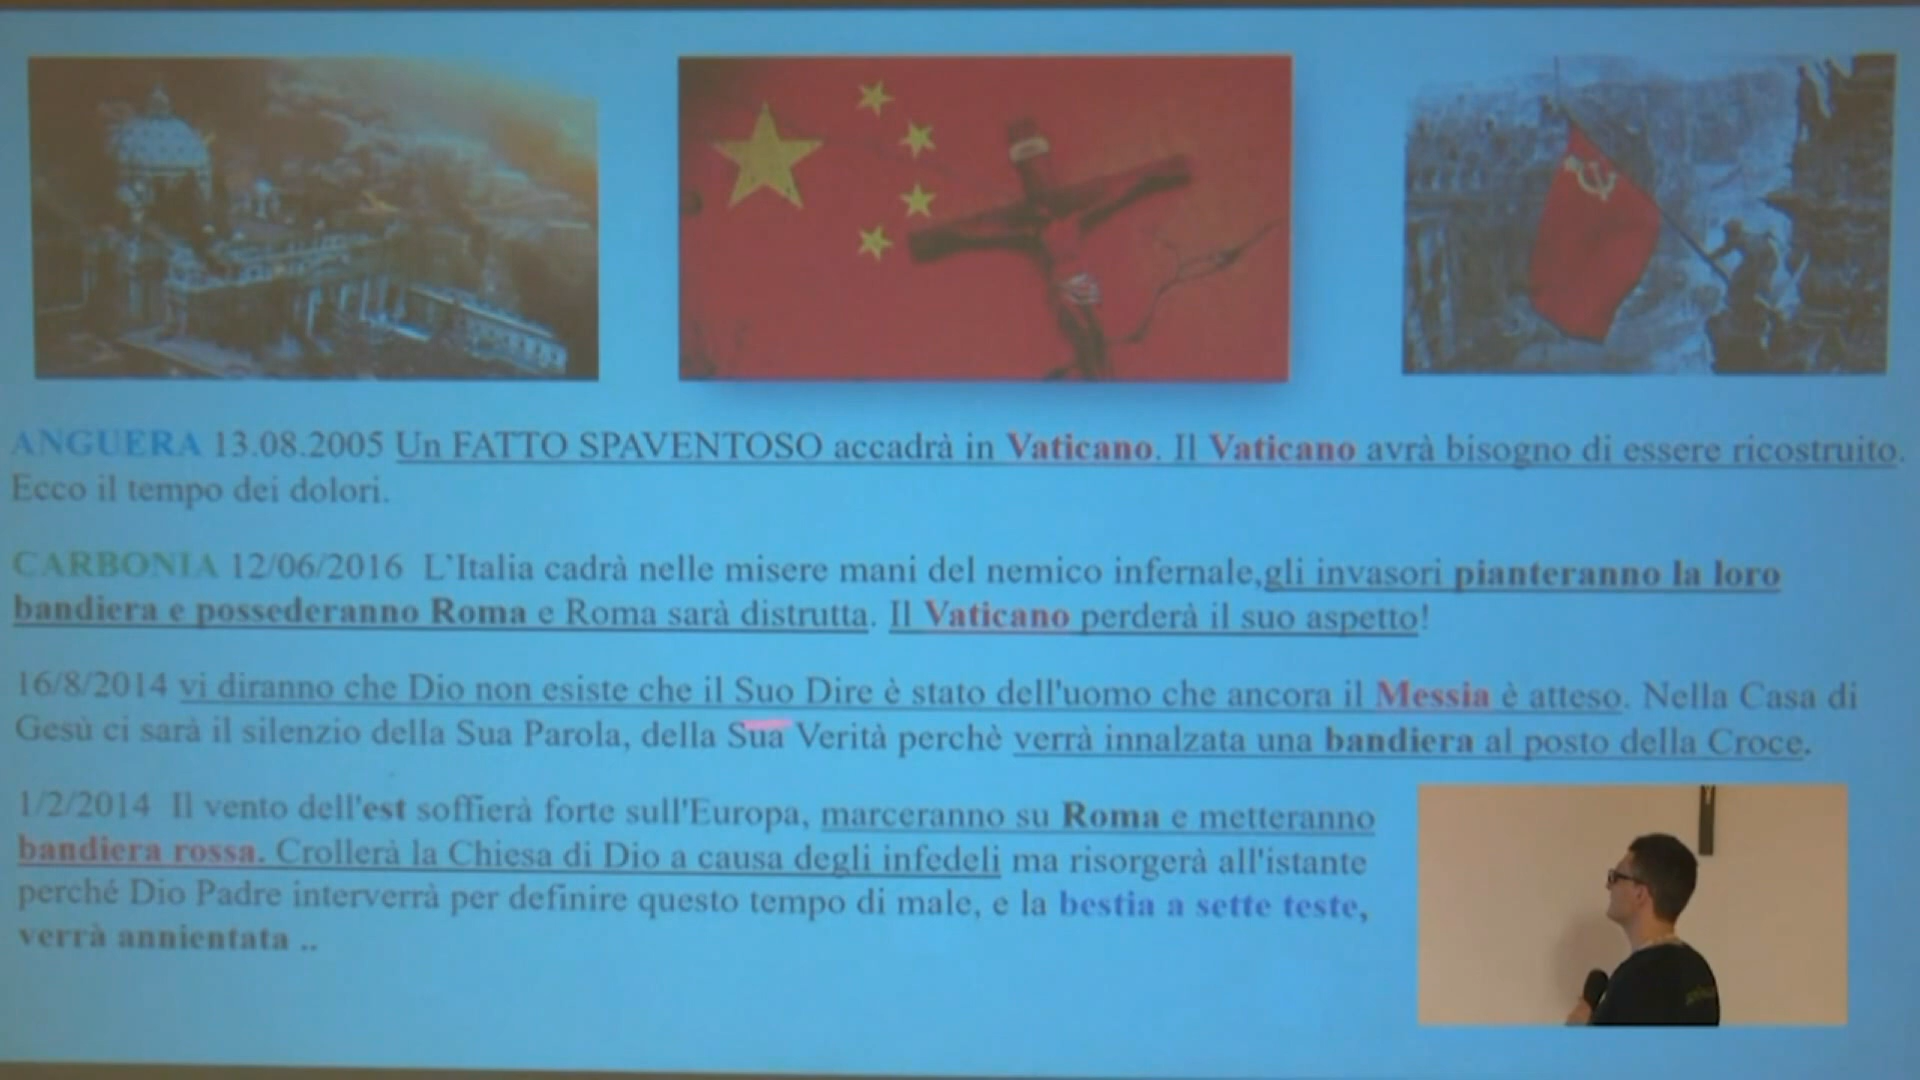 ANGUERA 13.08.2005 Un FATTO SPAVENTOSO accadrà in Vaticano. Il Vaticano avrà bisogno di essere ricostruito.
Ecco il tempo dei dolori.
CARBONIA 12/06/2016 L'Italia cadrà nelle misere mani del nemico infernale,gli invasori pianteranno la loro
bandiera e possederanno Roma e Roma sarà distrutta. Il Vaticano perderà il suo aspetto!
16/8/2014 vi diranno che Dio non esiste che il Suo Dire è stato dell'uomo che ancora il Messia è atteso. Nella Casa di
Gesù ci sarà il silenzio della Sua Parola, della Sua Verità perchè verrà innalzata una bandiera al posto della Croce.
1/2/2014 Il vento dell'est soffierà forte sull'Europa, marceranno su Roma e metteranno
bandiera rossa. Crollerà la Chiesa di Dio a causa degli infedeli ma risorgerà all'istante
perché Dio Padre interverrà per definire questo tempo di male, e la bestia a sette teste,
verrà annientata ..